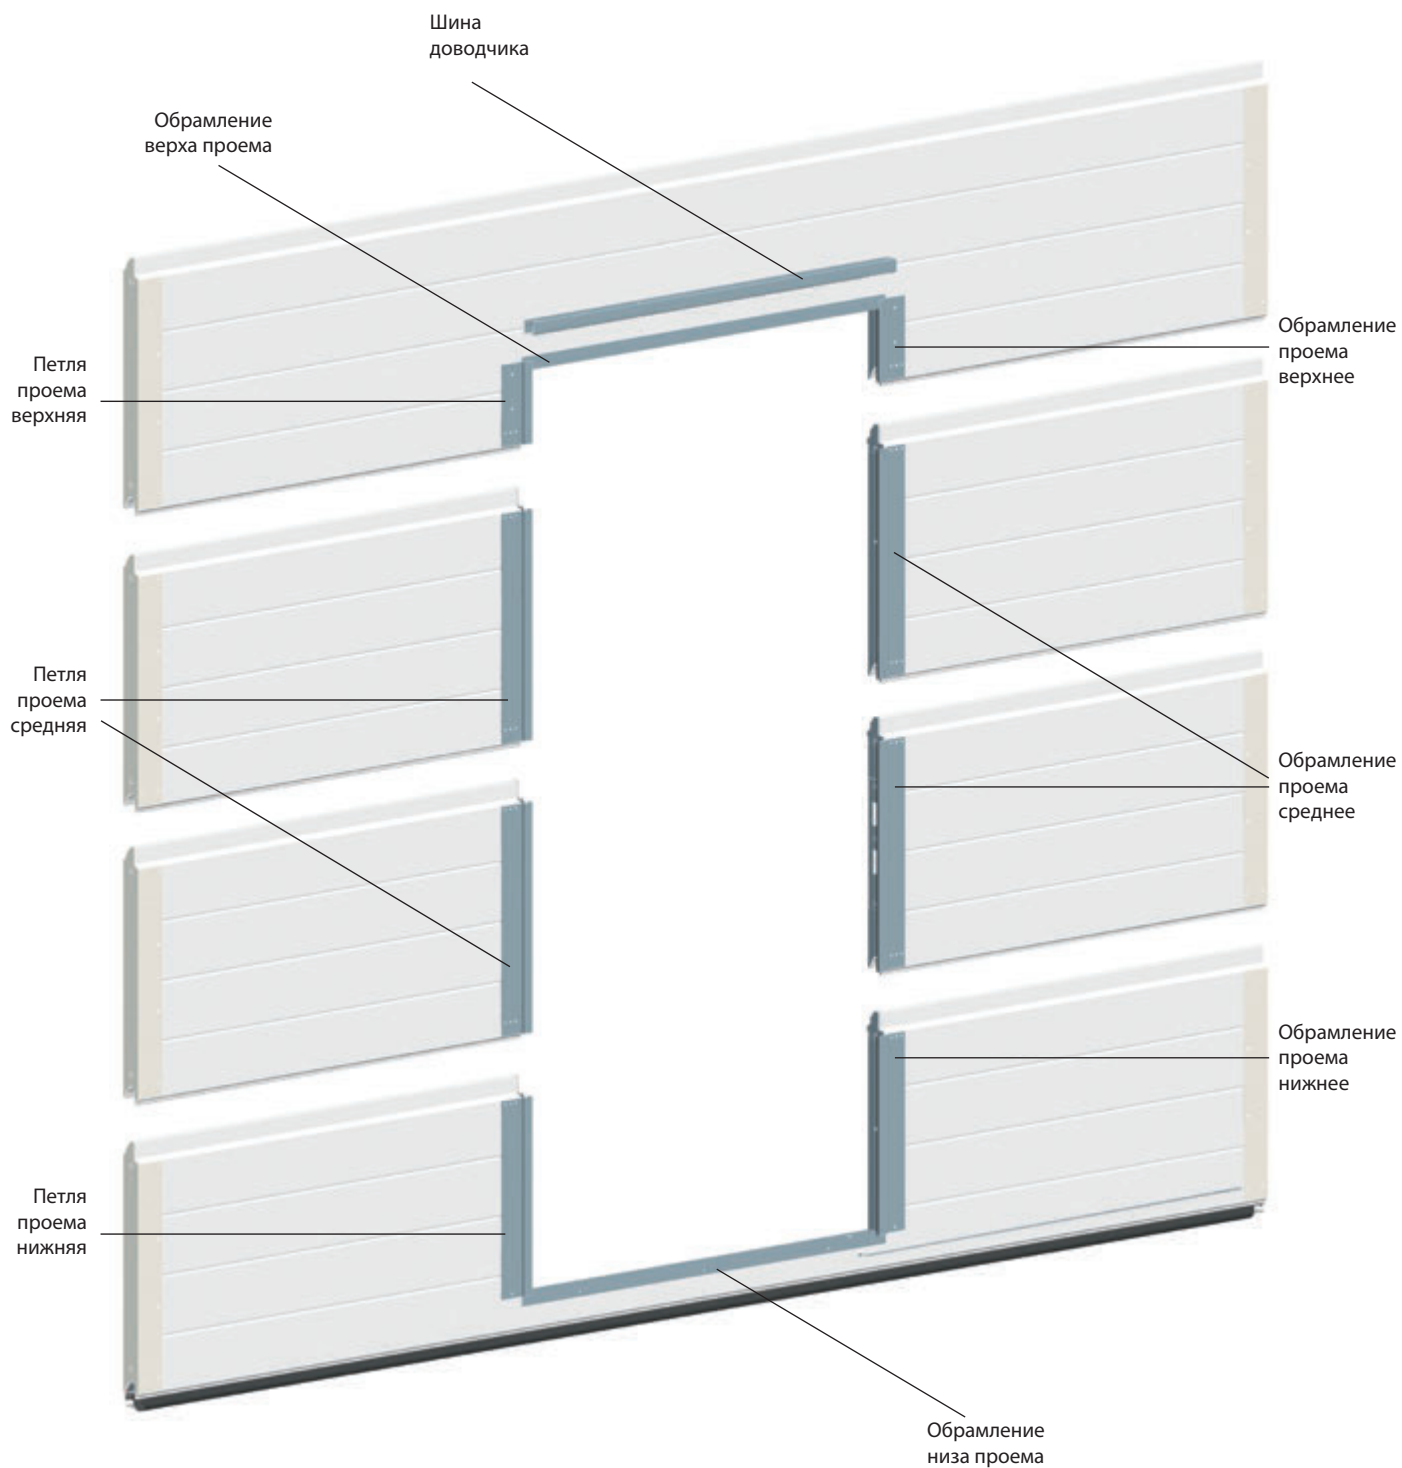 Шина
доводчика
Обрамление
верха проема
Обрамление
проема
верхнее
Петля
проема
верхняя
Петля
проема
средняя
Обрамление
проема
среднее
Обрамление
проема
нижнее
Петля
проема
нижняя
Обрамление
низа проема